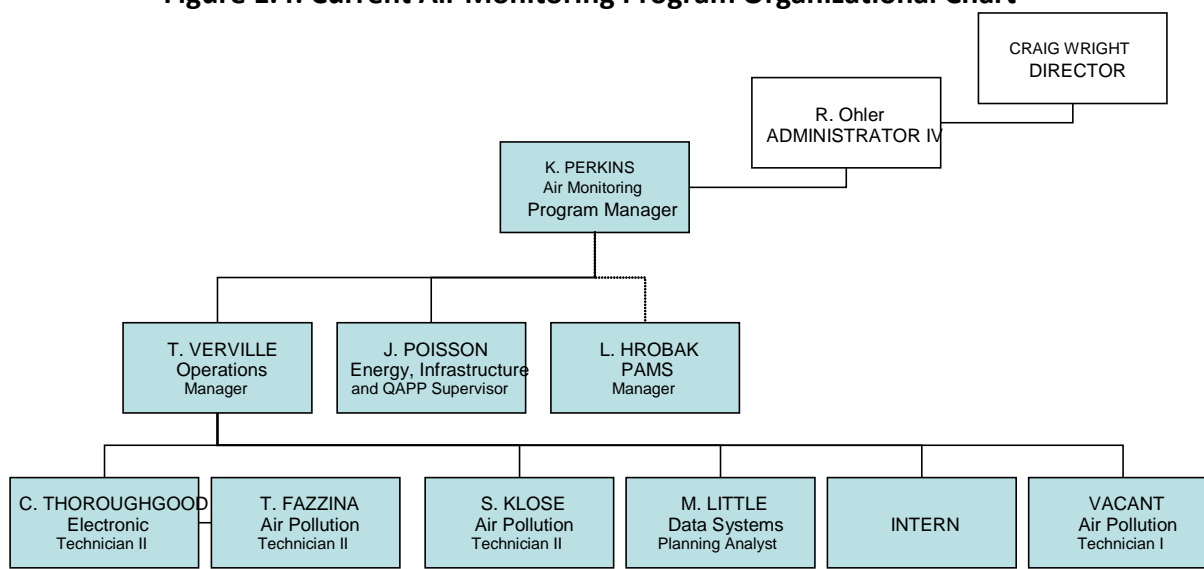 Figure 1.4: Current Air Monitoring Program Organizational Chart
CRAIG WRIGHT
DIRECTOR
R. Ohler
ADMINISTRATOR IV
K. PERKINS
Air Monitoring
Program Manager
T. VERVILLE
Operations
Manager
J. POISSON
Energy, Infrastructure
and QAPP Supervisor
L. HROBAK
PAMS
Manager
C. THOROUGHGOOD
Electronic
Technician II
T. FAZZINA
Air Pollution
Technician II
S. KLOSE
Air Pollution
Technician II
M. LITTLE
Data Systems
Planning Analyst
INTERN
VACANT
Air Pollution
Technician I